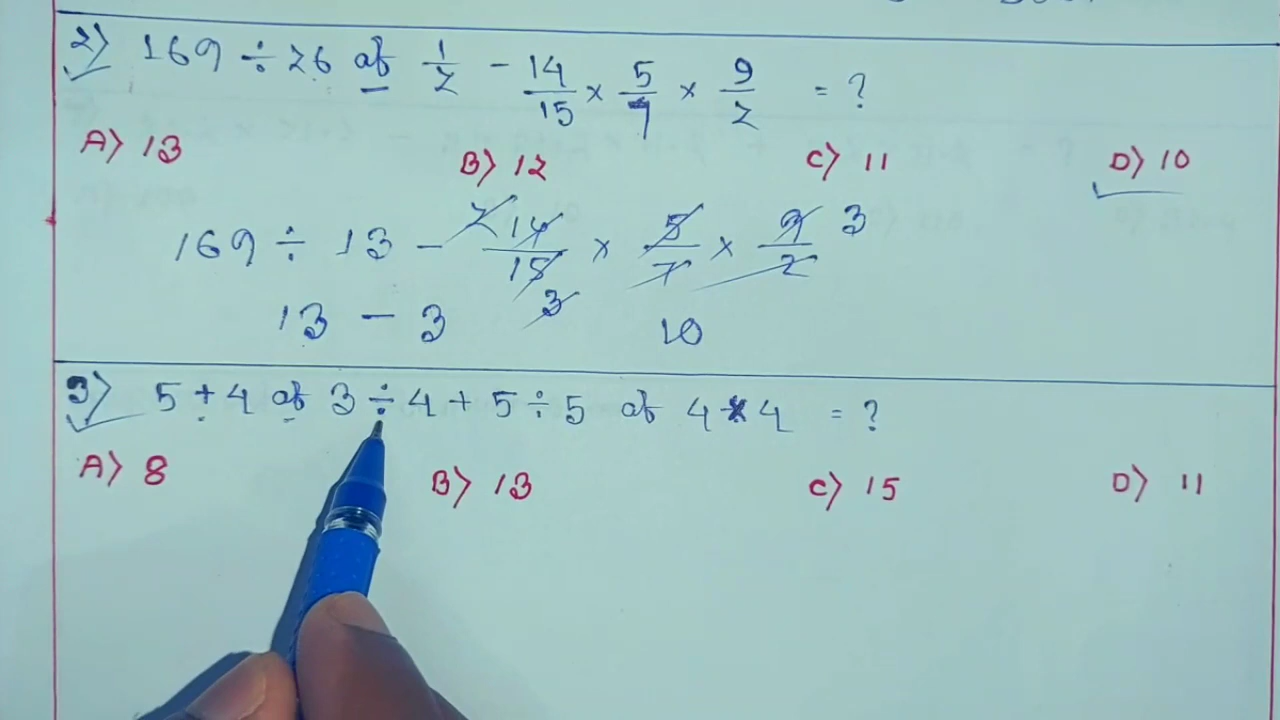 2) 169 ÷ 26 of 1/2 - 14/15 × 5/7 × 9/2 = ?
A) 13 B) 12 C) 11 D) 10
169 ÷ 13 - 2 14/15 3 × 5/7 × 9/2 3
13 - 3 10
3) 5 + 4 of 3 ÷ 4 + 5 ÷ 5 of 4 × 4 = ?
A) 8 B) 13 C) 15 D) 11